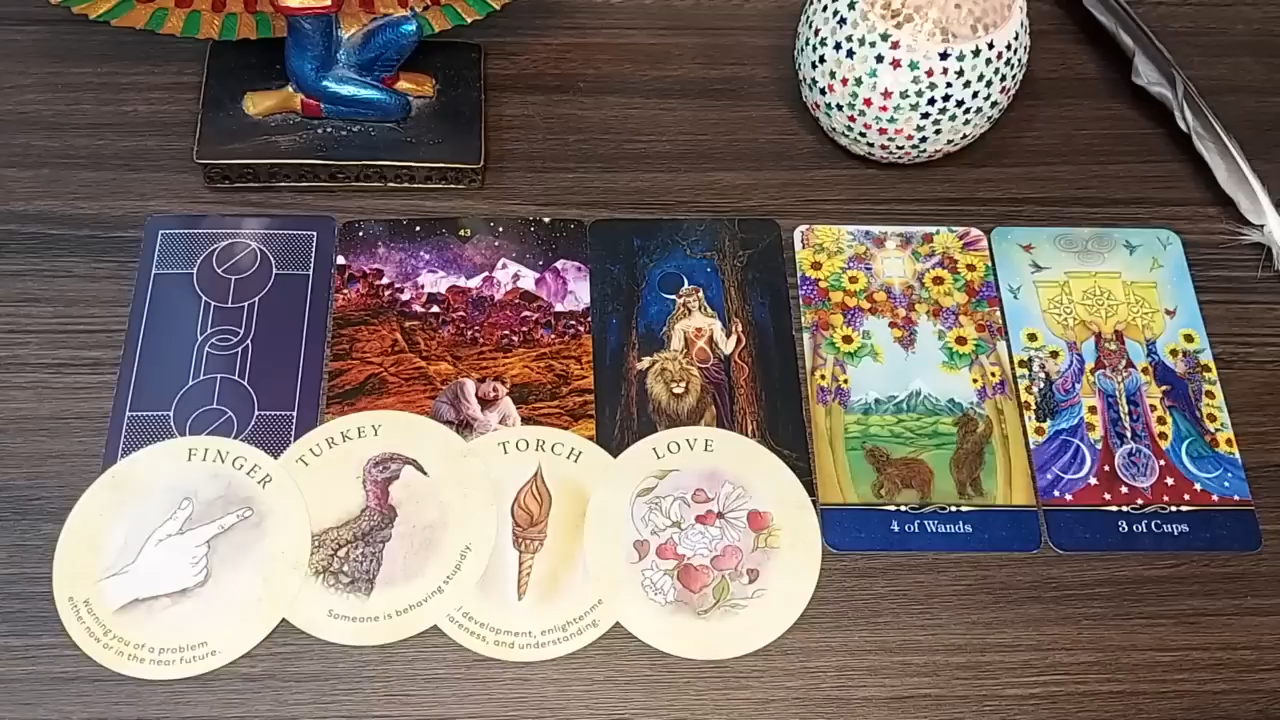 43
4 of Wands
3 of Cups
FINGER
Warning you of a problem
either now or in the near future.
TURKEY
Someone is behaving stupidly.
TORCH
development, enlightenme
and understanding.
LOVE